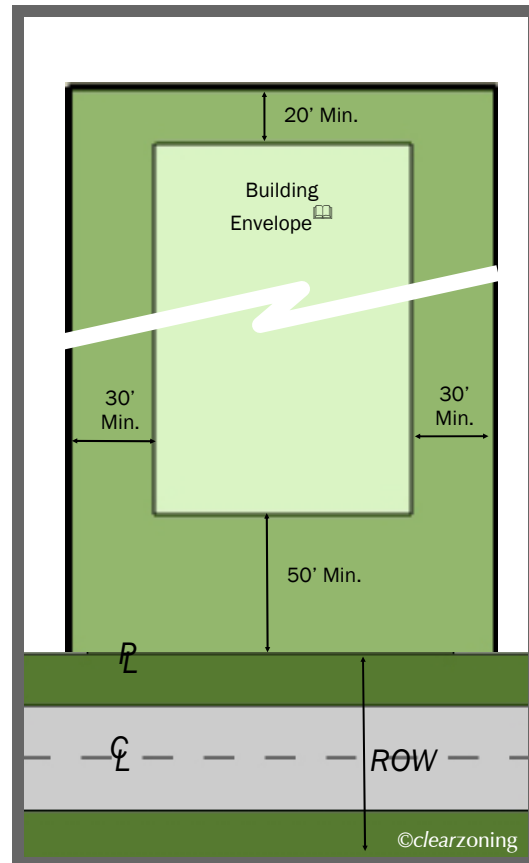 20’ Min.
Building
Envelope
30’
Min.
30’
Min.
50’ Min.
PL
CL
ROW
©clearzoning